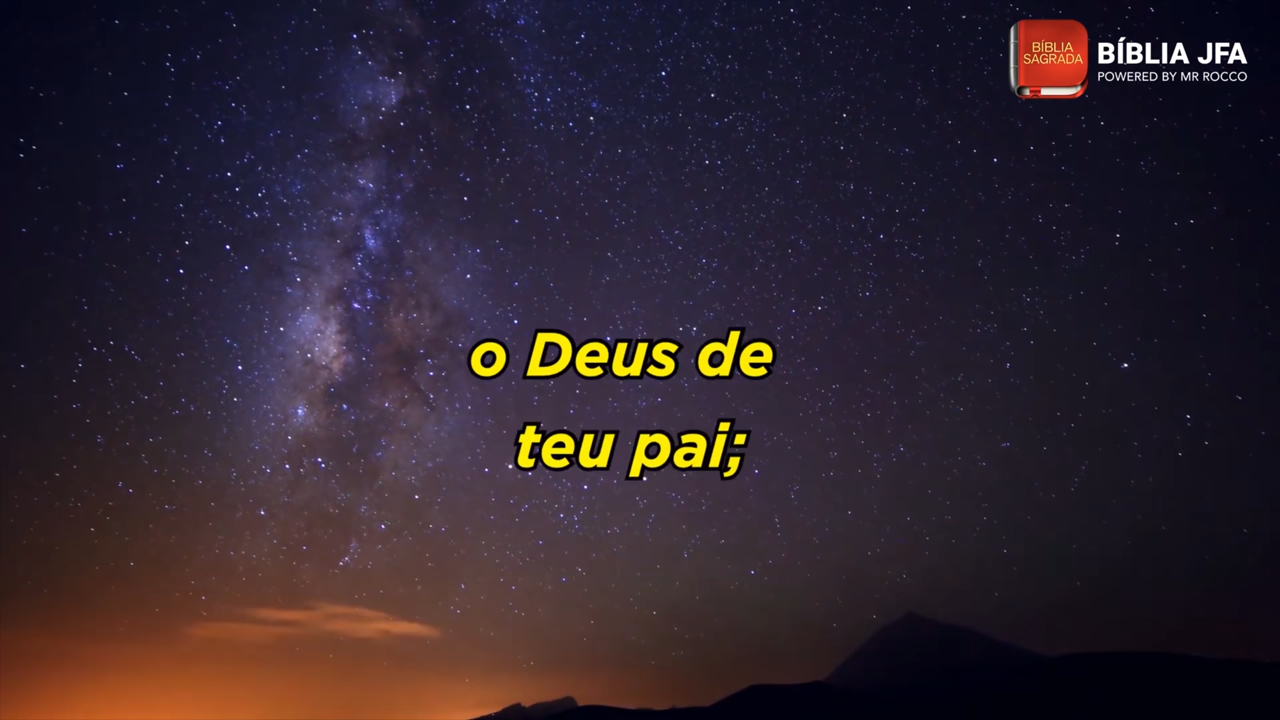 BÍBLIA
SAGRADA
BÍBLIA JFA
POWERED BY MR ROCCO
o Deus de
teu pai;